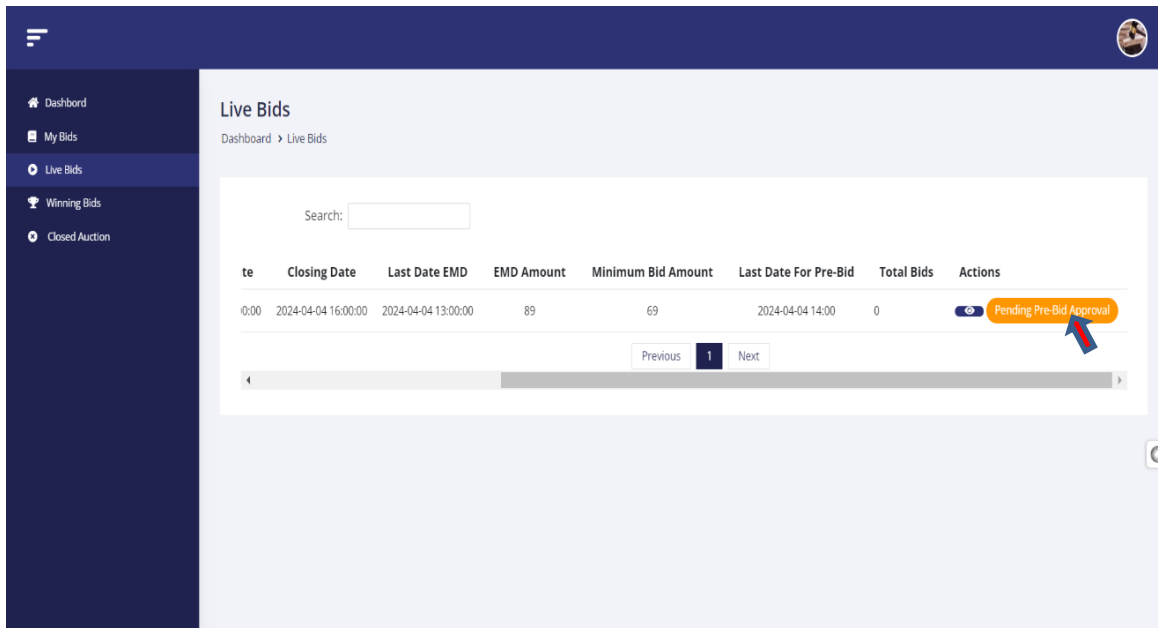 Dashbord
My Bids
Live Bids
Winning Bids
Closed Auction
Live Bids
Dashboard > Live Bids
Search:
te Closing Date Last Date EMD EMD Amount Minimum Bid Amount Last Date For Pre-Bid Total Bids Actions
0:00 2024-04-04 16:00:00 2024-04-04 13:00:00 89 69 2024-04-04 14:00 0 Pending Pre-Bid Approval
Previous 1 Next